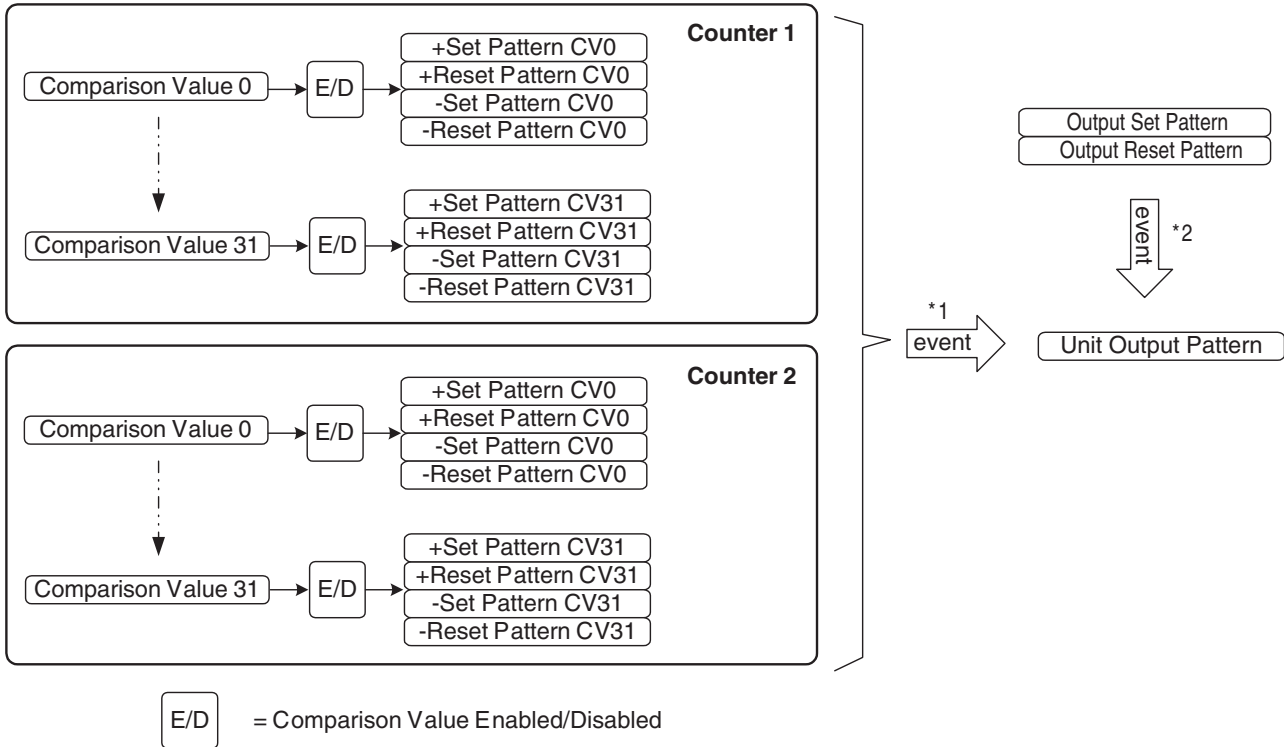 Counter 1
Comparison Value 0
E/D
+Set Pattern CV0
+Reset Pattern CV0
-Set Pattern CV0
-Reset Pattern CV0
Comparison Value 31
E/D
+Set Pattern CV31
+Reset Pattern CV31
-Set Pattern CV31
-Reset Pattern CV31
Counter 2
Comparison Value 0
E/D
+Set Pattern CV0
+Reset Pattern CV0
-Set Pattern CV0
-Reset Pattern CV0
Comparison Value 31
E/D
+Set Pattern CV31
+Reset Pattern CV31
-Set Pattern CV31
-Reset Pattern CV31
*1
event
Output Set Pattern
Output Reset Pattern
event
*2
Unit Output Pattern
E/D = Comparison Value Enabled/Disabled